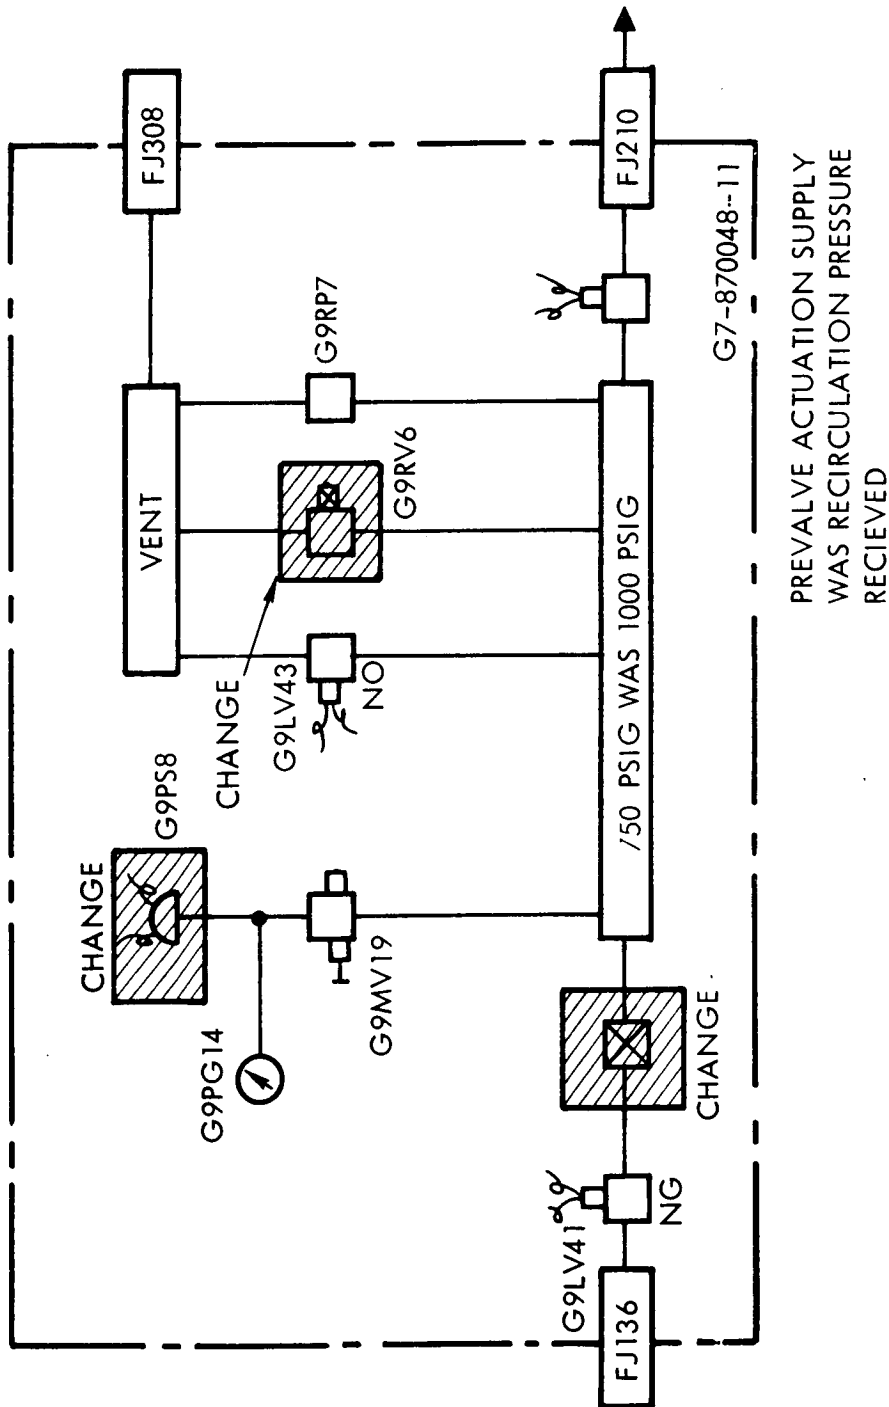 FJ308
VENT
G9RP7
G9RV6
CHANGE
G9LV43
NO
G9PS8
CHANGE
G9PG14
G9MV19
/50 PSIG WAS 1000 PSIG
CHANGE
G9LV41
NG
FJ136
FJ210
G7-870048--11
PREVALVE ACTUATION SUPPLY
WAS RECIRCULATION PRESSURE
RECIEVED